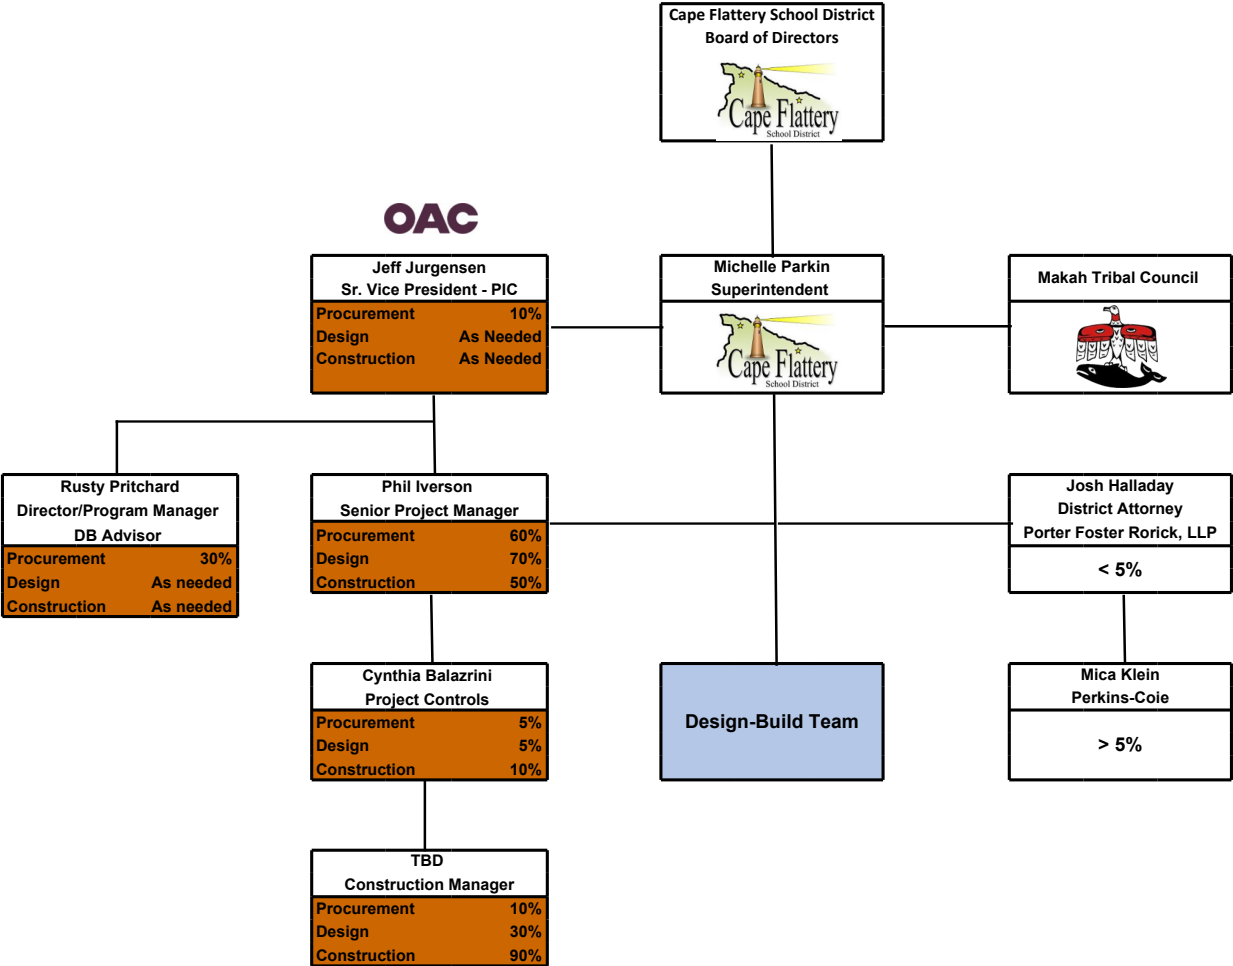 Cape Flattery School District
Board of Directors
Cape Flattery
School District
OAC
Jeff Jurgensen
Sr. Vice President - PIC
Procurement 10%
Design As Needed
Construction As Needed
Michelle Parkin
Superintendent
Cape Flattery
School District
Makah Tribal Council
Rusty Pritchard
Director/Program Manager
DB Advisor
Procurement 30%
Design As needed
Construction As needed
Phil Iverson
Senior Project Manager
Procurement 60%
Design 70%
Construction 50%
Josh Halladay
District Attorney
Porter Foster Rorick, LLP
< 5%
Cynthia Balazrini
Project Controls
Procurement 5%
Design 5%
Construction 10%
Design-Build Team
Mica Klein
Perkins-Coie
> 5%
TBD
Construction Manager
Procurement 10%
Design 30%
Construction 90%